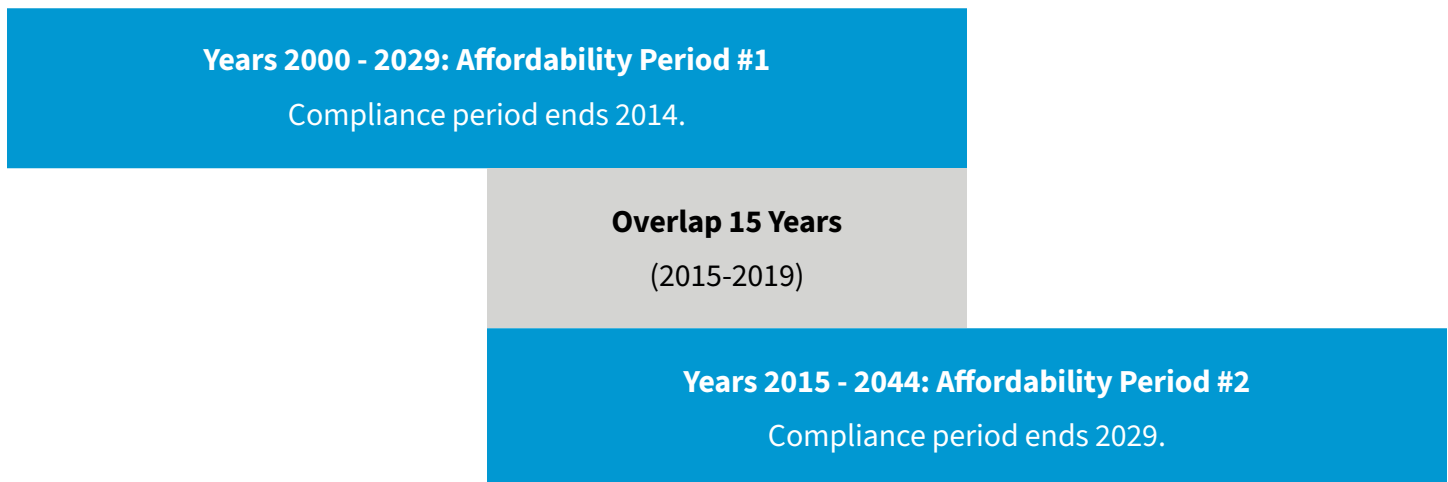 Years 2000 - 2029: Affordability Period #1
Compliance period ends 2014.
Overlap 15 Years
(2015-2019)
Years 2015 - 2044: Affordability Period #2
Compliance period ends 2029.